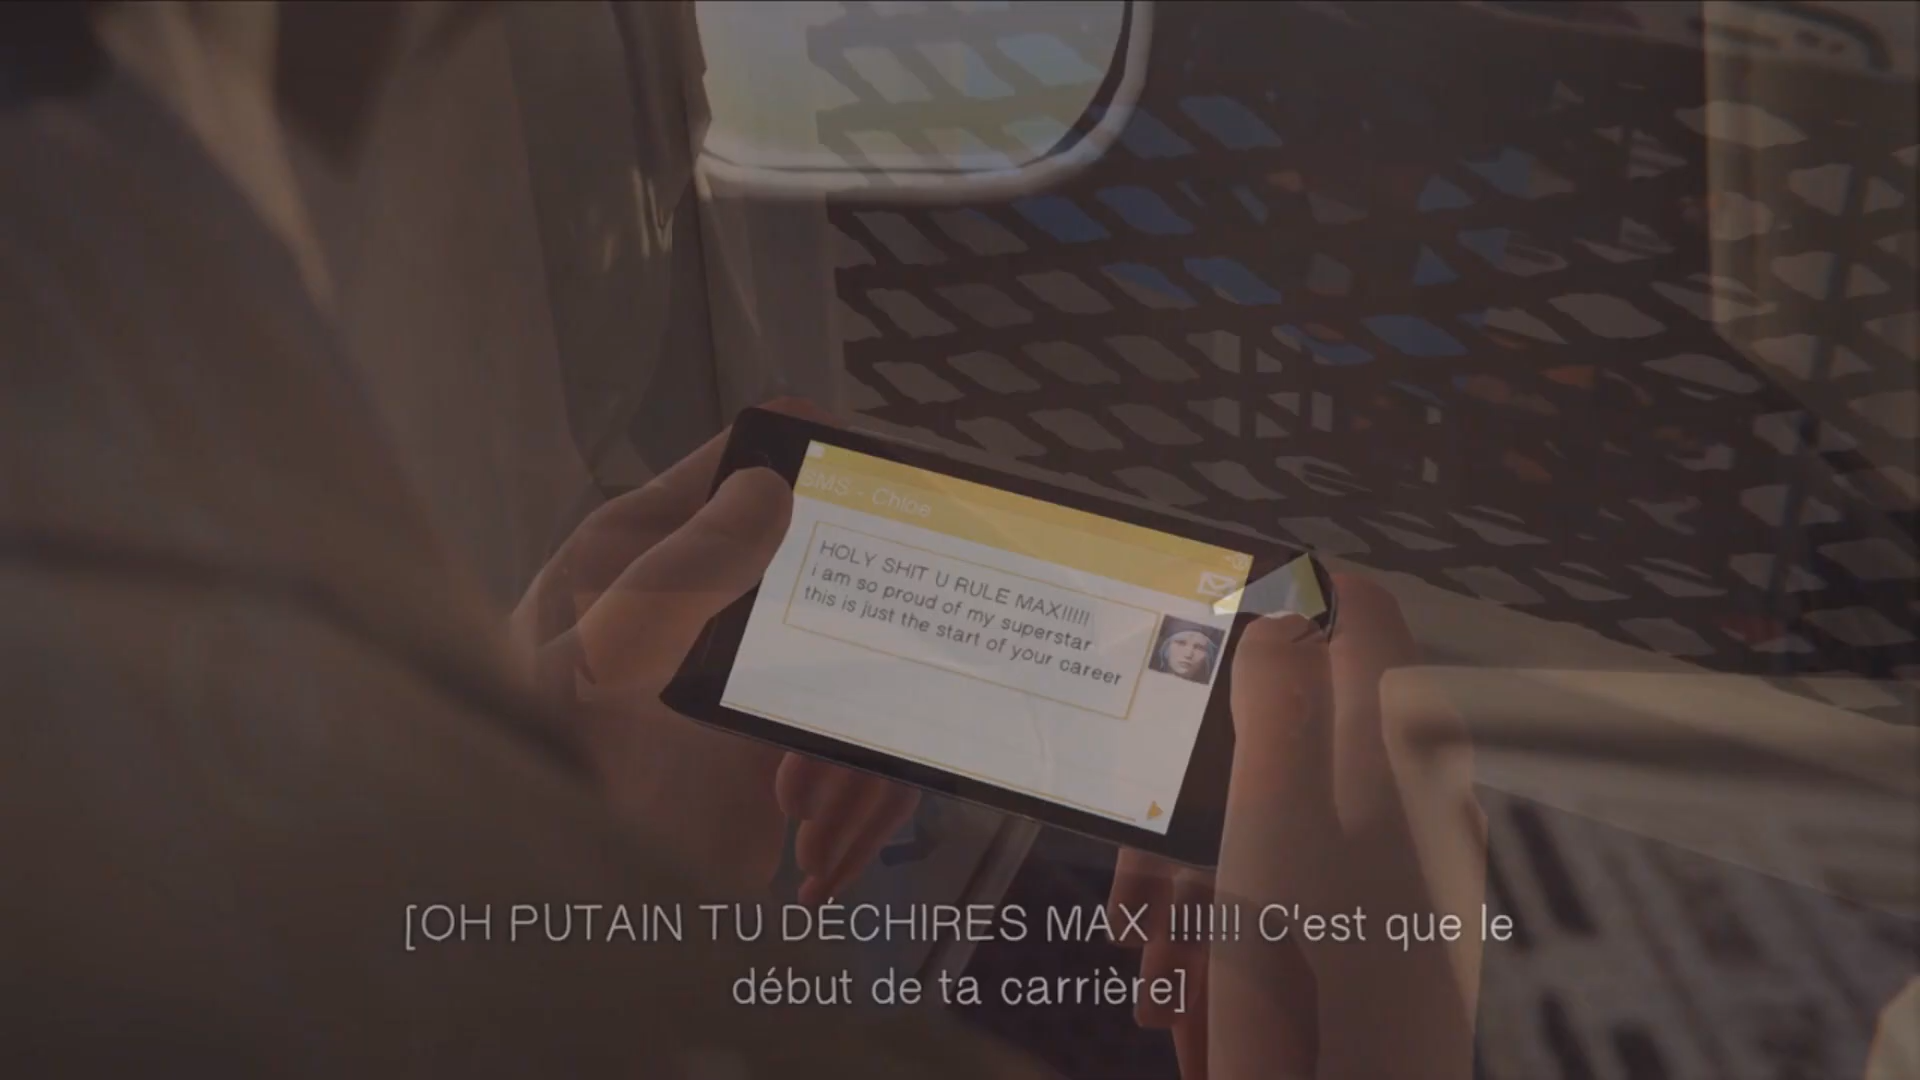 SMS - Chloe
HOLY SHIT U RULE MAX!!!!!
i am so proud of my superstar
this is just the start of your career
[OH PUTAIN TU DÉCHIRES MAX !!!!!! C'est que le
début de ta carrière]